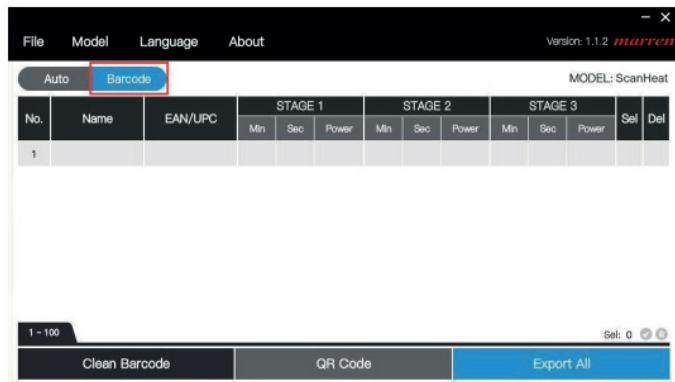 File Model Language About Version: 1.1.2 marren
Auto Barcode MODEL: ScanHeat
No. Name EAN/UPC STAGE 1 STAGE 2 STAGE 3 Sel Del
Min Sec Power Min Sec Power Min Sec Power
1
1 ~ 100 Sel: 0
Clean Barcode QR Code Export All